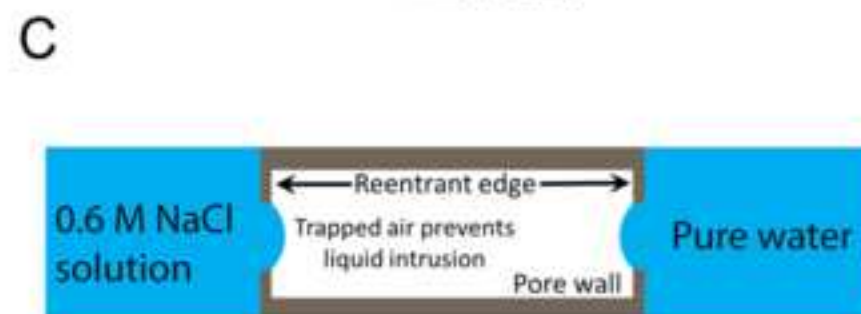 C
Reentrant edge
0.6 M NaCl
solution
Trapped air prevents
liquid intrusion
Pore wall
Pure water